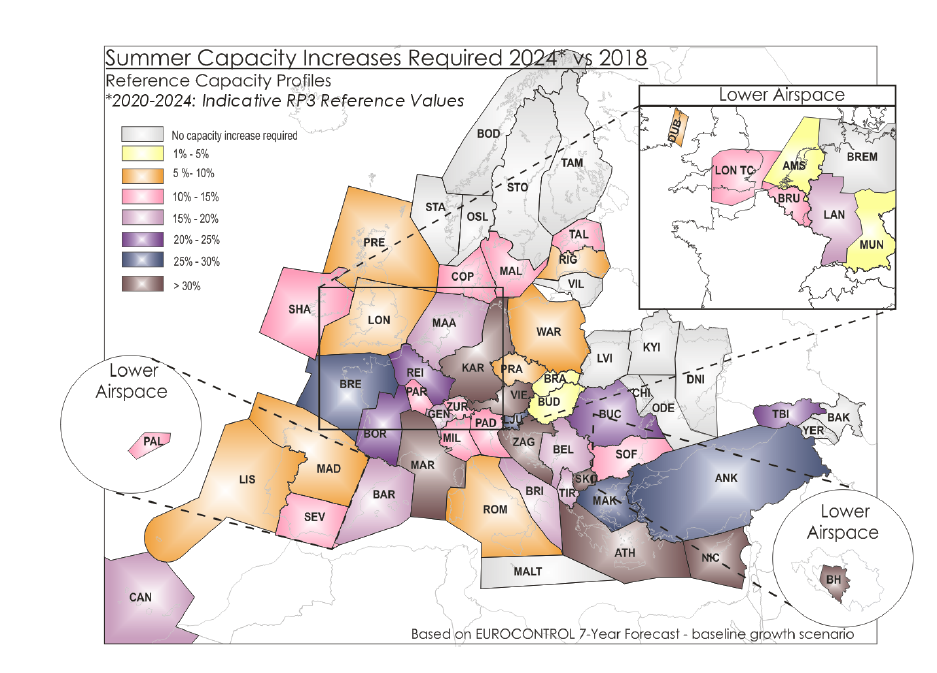 Summer Capacity Increases Required 2024* vs 2018
Reference Capacity Profiles
*2020-2024: Indicative RP3 Reference Values
No capacity increase required
1% - 5%
5 %- 10%
10% - 15%
15% - 20%
20% - 25%
25% - 30%
> 30%
Lower Airspace
DUB
LON TC
AMS
BREM
BRU
LAN
MUN
BOD
TAM
STO
STA
OSL
PRE
TAL
RIG
COP
MAL
VIL
SHA
LON
MAA
WAR
LVI
KYI
DNI
KAR
PRA
REI
BRE
PAR
BRA
VIE
BUD
CHI
ODE
ZUR
GEN
BUC
TBI
BAK
YER
BOR
MIL
PAD
ZAG
BEL
SOF
Lower
Airspace
PAL
LIS
MAD
MAR
BAR
SKO
ANK
BRI
TIR
MAK
SEV
ROM
ATH
NIC
MALT
CAN
Lower
Airspace
BH
Based on EUROCONTROL 7-Year Forecast - baseline growth scenario